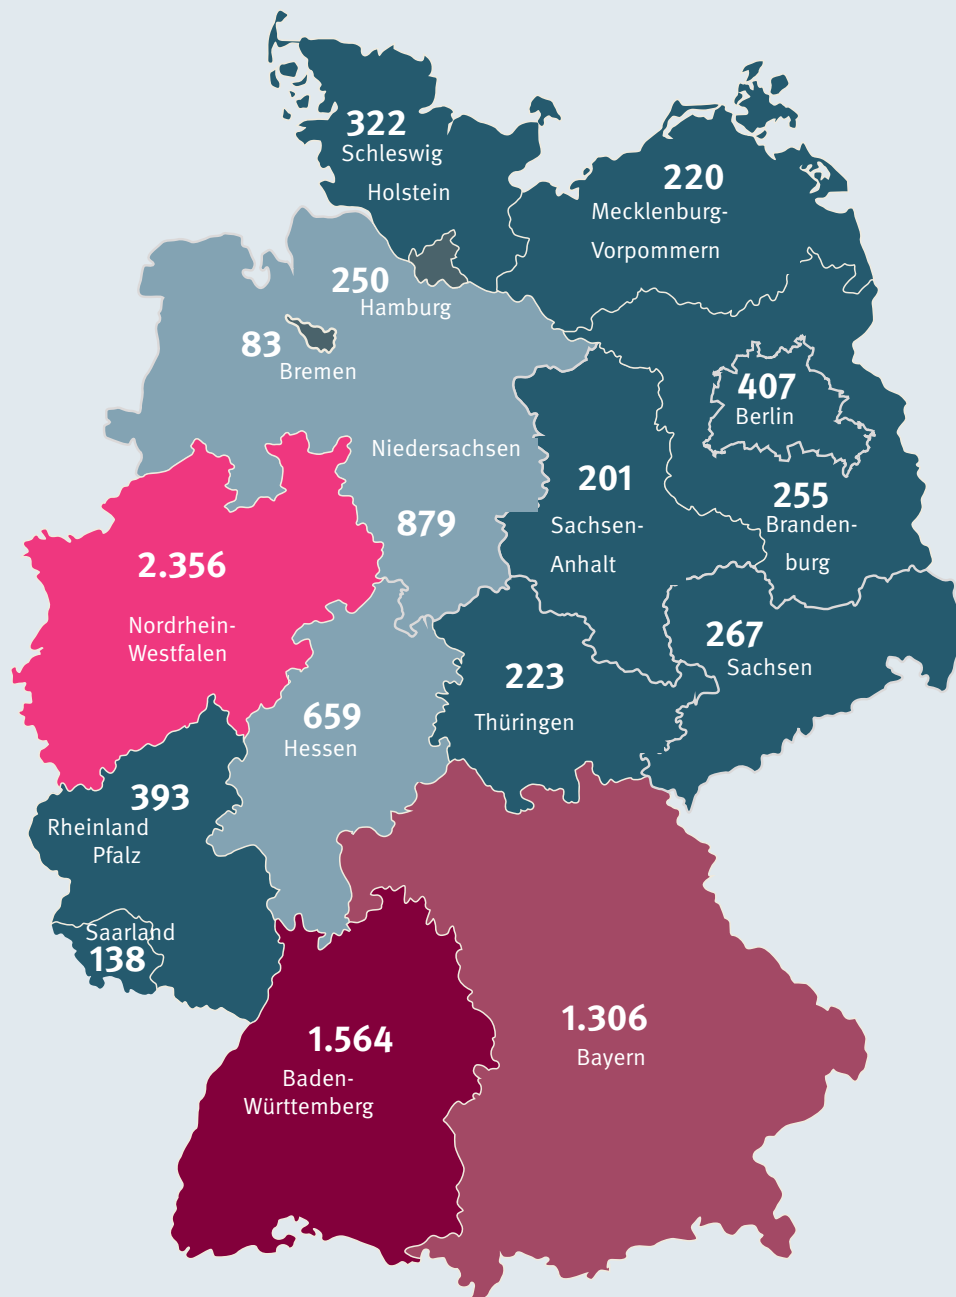 322
Schleswig
Holstein
220
Mecklenburg-
Vorpommern
250
Hamburg
83
Bremen
407
Berlin
Niedersachsen
879
201
Sachsen-
Anhalt
255
Branden-
burg
2.356
Nordrhein-
Westfalen
267
Sachsen
223
Thüringen
659
Hessen
393
Rheinland
Pfalz
Saarland
138
1.564
Baden-
Württemberg
1.306
Bayern